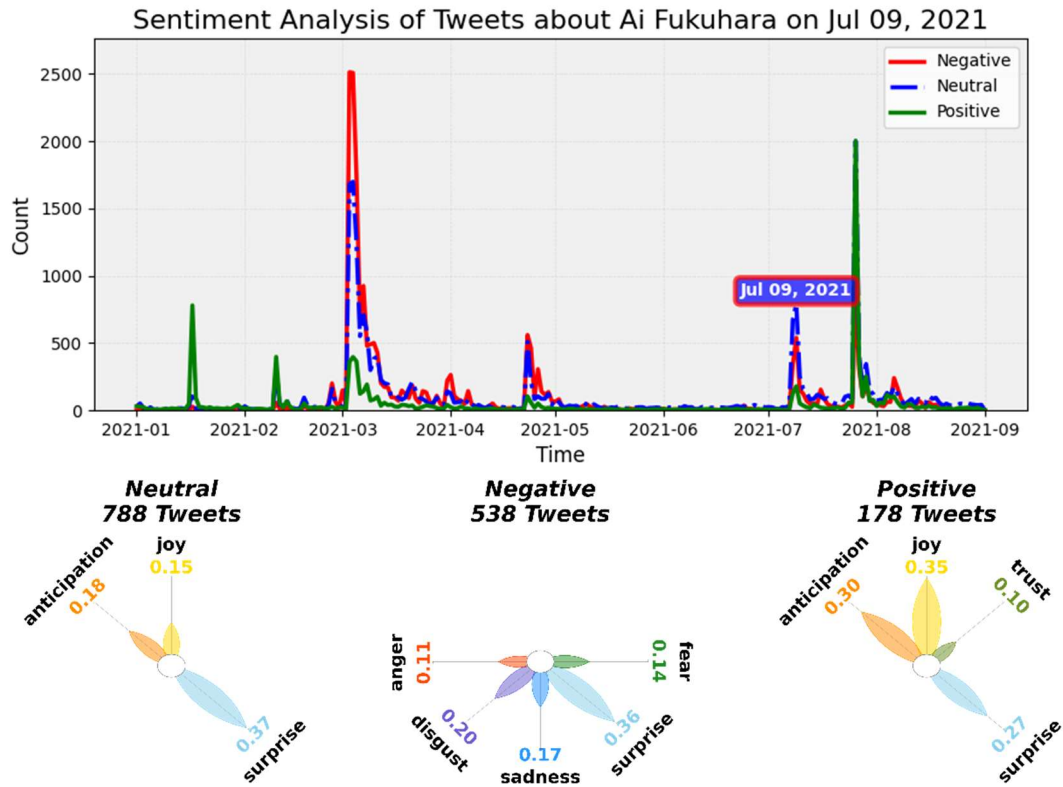 Sentiment Analysis of Tweets about Ai Fukuhara on Jul 09, 2021
Negative
Neutral
Positive
2500
2000
1500
1000
500
0
Count
Jul 09, 2021
2021-01 2021-02 2021-03 2021-04 2021-05 2021-06 2021-07 2021-08 2021-09
Time
Neutral
788 Tweets
joy
0.15
anticipation
0.18
0.37
surprise
Negative
538 Tweets
anger
0.11
fear
0.14
disgust
0.20
0.17
sadness
0.36
surprise
Positive
178 Tweets
joy
0.35
anticipation
0.30
trust
0.10
0.27
surprise